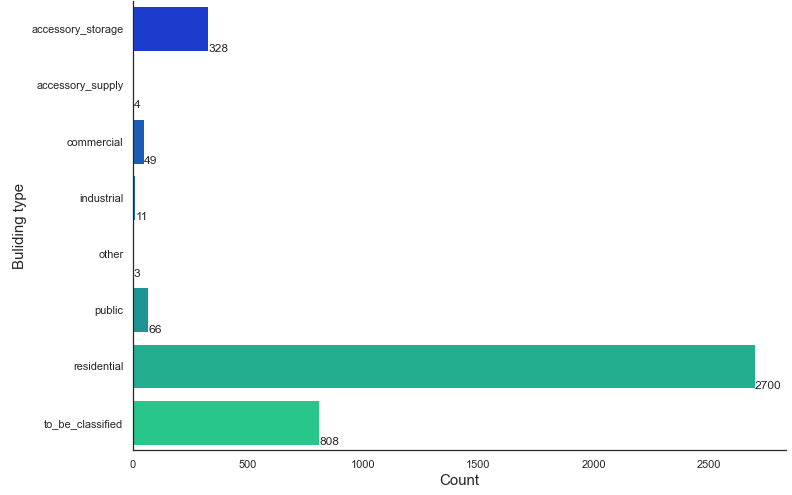 accessory_storage
328
accessory_supply
4
commercial
49
industrial
11
other
3
public
66
residential
2700
to_be_classified
808
Buliding type
0 500 1000 1500 2000 2500
Count